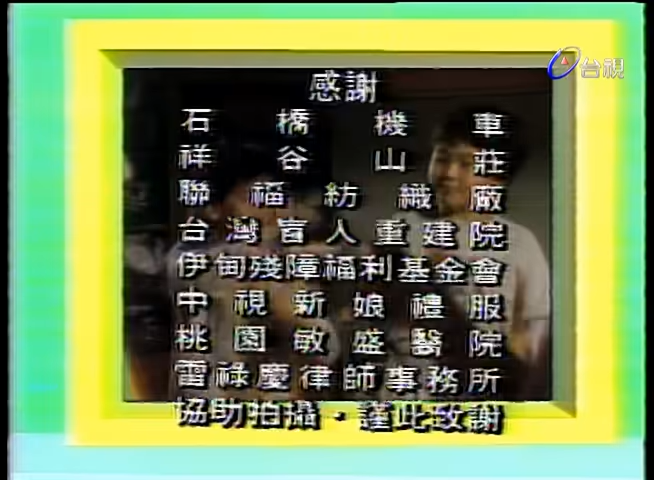 感謝
台視
石橋機車
祥谷山莊
聯福紡織廠
台灣盲人重建院
伊甸殘障福利基金會
中視新娘禮服
桃園敏盛醫院
雷祿慶律師事務所
協助拍攝・謹此致謝